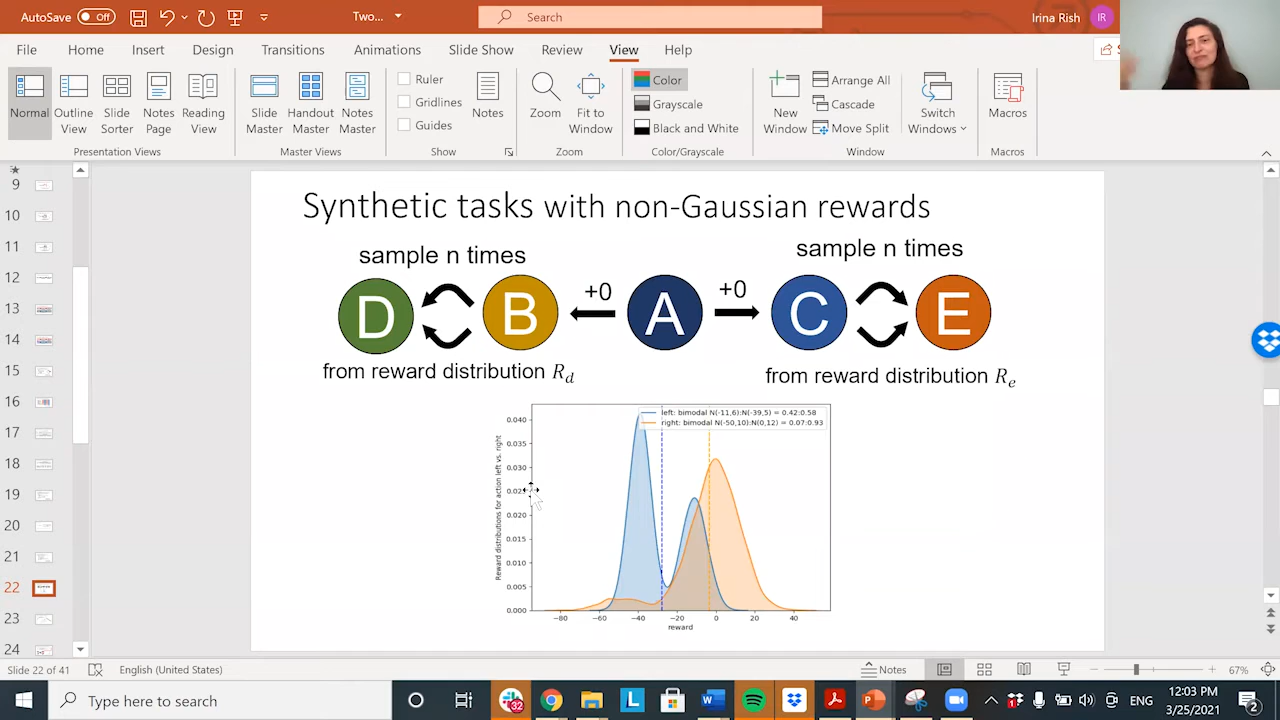 AutoSave Off Two... Search Irina Rish IR
File Home Insert Design Transitions Animations Slide Show Review View Help
Normal Outline View Slide Sorter Notes Page Reading View
Presentation Views
Slide Master Handout Master Notes Master
Master Views
Ruler
Gridlines
Guides
Show
Notes
Zoom Fit to Window
Zoom
Color
Grayscale
Black and White
Color/Grayscale
New Window
Arrange All
Cascade
Move Split
Switch Windows
Window
Macros
Macros
9
10
11
12
13
14
15
16
17
18
19
20
21
22
23
24
Synthetic tasks with non-Gaussian rewards
sample n times
sample n times
D B +0 A +0 C E
from reward distribution R_d
from reward distribution R_e
left: bimodal N(-11,6):N(-39,5) = 0.42:0.58
right: bimodal N(-50,10):N(0,12) = 0.07:0.93
Reward distributions for action left vs. right
0.040
0.035
0.030
0.020
0.015
0.010
0.005
0.000
−80 −60 −40 −20 0 20 40
reward
Slide 22 of 41 English (United States) Notes 67%
Type here to search 32 L 1 ENG 12:03 PM 3/25/2021 2